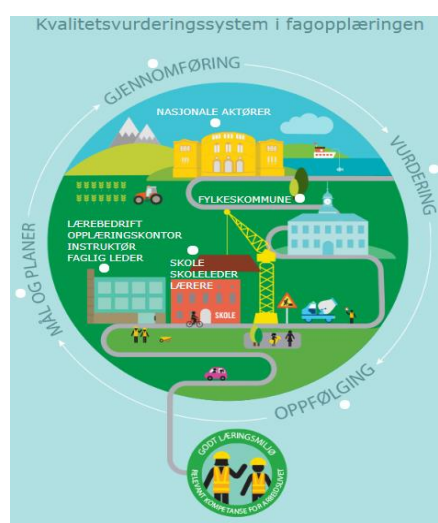 Kvalitetsvurderingssystem i fagopplæringen
GJENNOMFØRING
VURDERING
NASJONALE AKTØRER
FYLKESKOMMUNE
LÆREBEDRIFT
OPPLÆRINGSKONTOR
INSTRUKTØR
FAGLIG LEDER
SKOLE
SKOLELEDER
LÆRERE
SKOLE
MÅL OG PLANER
OPPFØLGING
GODT LÆRINGSMILJØ
RELEVANT KOMPETANSE FOR ARBEIDSLIVET